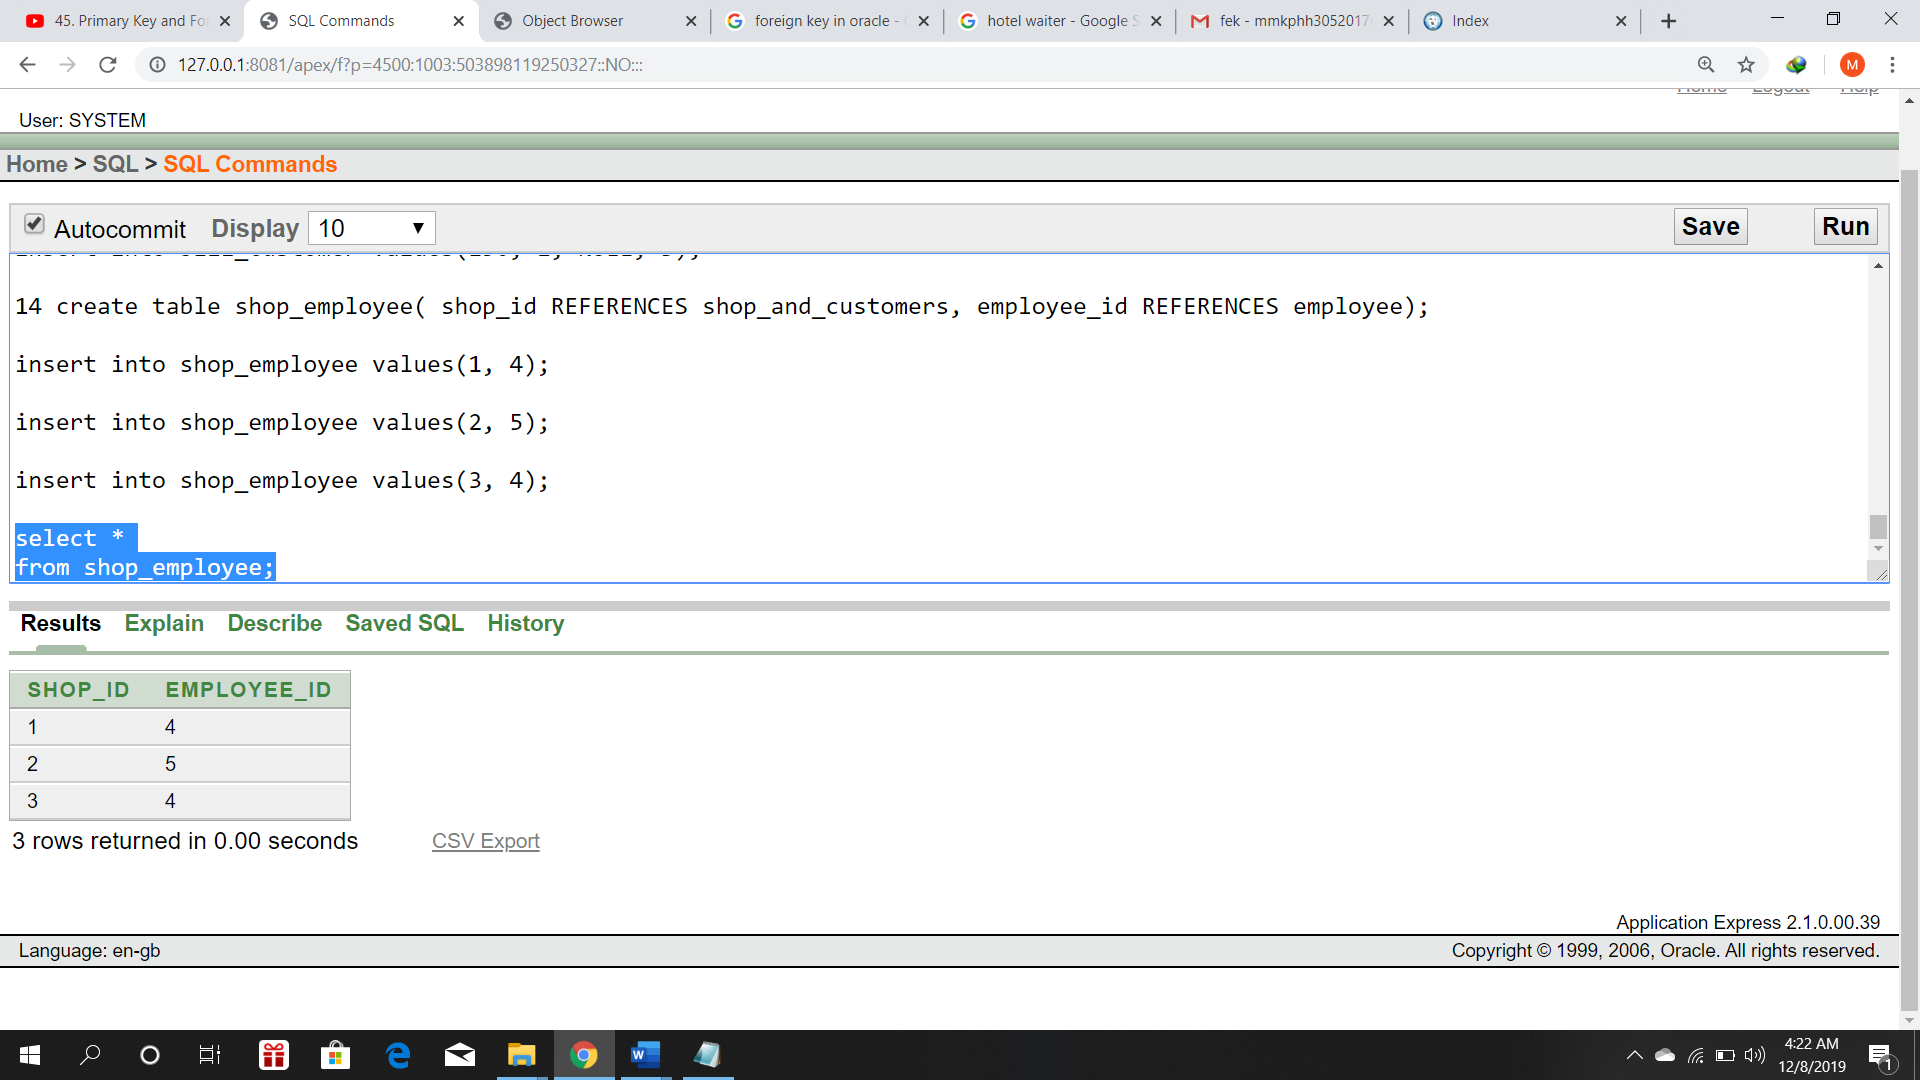 45. Primary Key and Fo
SQL Commands
Object Browser
foreign key in oracle -
hotel waiter - Google S
fek - mmkphh3052017
Index
127.0.0.1:8081/apex/f?p=4500:1003:503898119250327::NO:::
M
Home Logout Help
User: SYSTEM
Home > SQL > SQL Commands
Autocommit Display 10 Save Run
14 create table shop_employee( shop_id REFERENCES shop_and_customers, employee_id REFERENCES employee);
insert into shop_employee values(1, 4);
insert into shop_employee values(2, 5);
insert into shop_employee values(3, 4);
select *
from shop_employee;
Results Explain Describe Saved SQL History
SHOP_ID EMPLOYEE_ID
1 4
2 5
3 4
3 rows returned in 0.00 seconds CSV Export
Application Express 2.1.0.00.39
Language: en-gb Copyright © 1999, 2006, Oracle. All rights reserved.
4:22 AM
12/8/2019
1